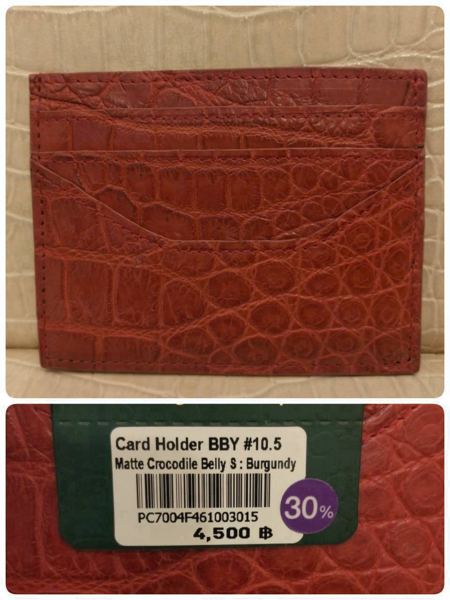 Card Holder BBY #10.5
Matte Crocodile Belly S : Burgundy
PC7004F461003015
30%
4,500 ฿